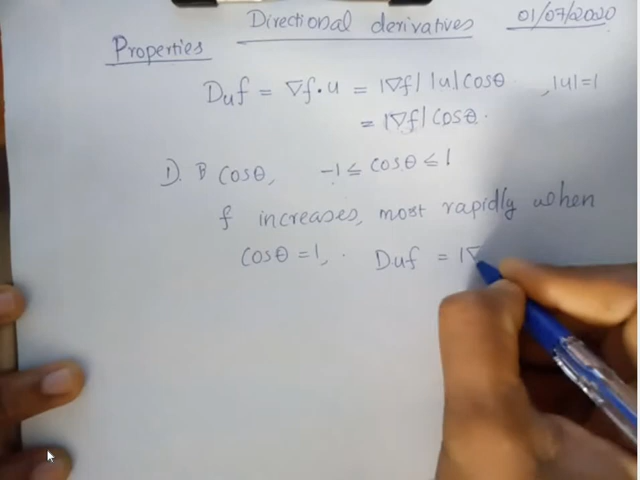 Directional derivatives 01/07/2020
Properties
Duf = ∇f•u = |∇f| |u| Cosθ. , |u|=1
= |∇f| Cosθ.
1). Cosθ, -1 ≤ Cosθ ≤ 1
f increases, most rapidly when
Cosθ = 1, . Duf = |∇